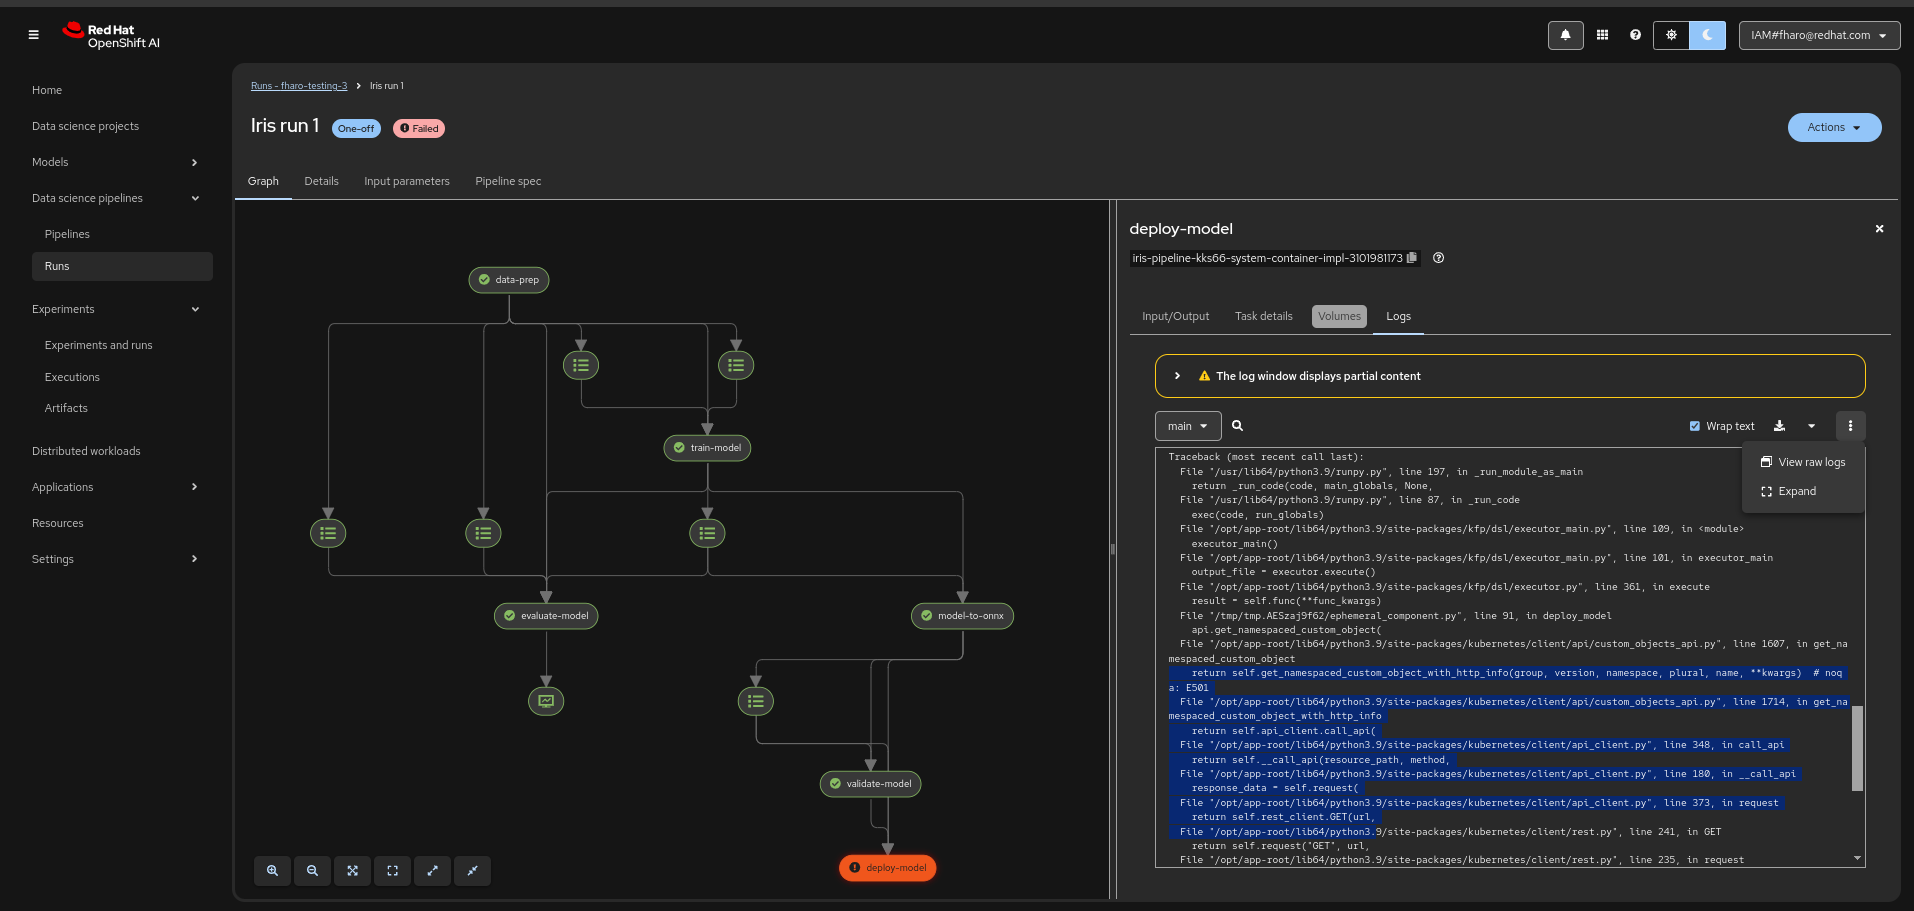 Red Hat
OpenShift AI
IAM#fharo@redhat.com
Home
Data science projects
Models
Data science pipelines
Pipelines
Runs
Experiments
Experiments and runs
Executions
Artifacts
Distributed workloads
Applications
Resources
Settings
Runs - fharo-testing-3 > Iris run 1
Iris run 1 One-off Failed
Actions
Graph Details Input parameters Pipeline spec
data-prep
train-model
evaluate-model
model-to-onnx
validate-model
deploy-model
deploy-model
iris-pipeline-kks66-system-container-impl-3101981173
Input/Output Task details Volumes Logs
The log window displays partial content
main
Wrap text
View raw logs
Expand
Traceback (most recent call last):
File "/usr/lib64/python3.9/runpy.py", line 197, in _run_module_as_main
return _run_code(code, main_globals, None,
File "/usr/lib64/python3.9/runpy.py", line 87, in _run_code
exec(code, run_globals)
File "/opt/app-root/lib64/python3.9/site-packages/kfp/dsl/executor_main.py", line 109, in <module>
executor_main()
File "/opt/app-root/lib64/python3.9/site-packages/kfp/dsl/executor_main.py", line 101, in executor_main
output_file = executor.execute()
File "/opt/app-root/lib64/python3.9/site-packages/kfp/dsl/executor.py", line 361, in execute
result = self.func(**func_kwargs)
File "/tmp/tmp.AESzaj9f62/ephemeral_component.py", line 91, in deploy_model
api.get_namespaced_custom_object(
File "/opt/app-root/lib64/python3.9/site-packages/kubernetes/client/api/custom_objects_api.py", line 1607, in get_na
mespaced_custom_object
return self.get_namespaced_custom_object_with_http_info(group, version, namespace, plural, name, **kwargs)  # noq
a: E501
File "/opt/app-root/lib64/python3.9/site-packages/kubernetes/client/api/custom_objects_api.py", line 1714, in get_na
mespaced_custom_object_with_http_info
return self.api_client.call_api(
File "/opt/app-root/lib64/python3.9/site-packages/kubernetes/client/api_client.py", line 348, in call_api
return self.__call_api(resource_path, method,
File "/opt/app-root/lib64/python3.9/site-packages/kubernetes/client/api_client.py", line 180, in __call_api
response_data = self.request(
File "/opt/app-root/lib64/python3.9/site-packages/kubernetes/client/api_client.py", line 373, in request
return self.rest_client.GET(url,
File "/opt/app-root/lib64/python3.9/site-packages/kubernetes/client/rest.py", line 241, in GET
return self.request("GET", url,
File "/opt/app-root/lib64/python3.9/site-packages/kubernetes/client/rest.py", line 235, in request